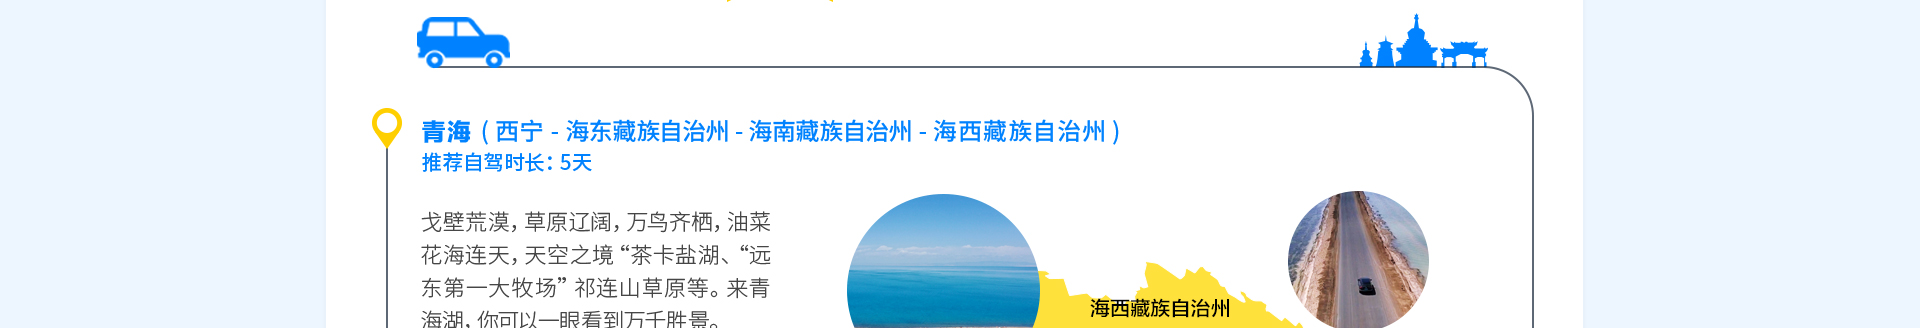 青海 ( 西宁 - 海东藏族自治州 - 海南藏族自治州 - 海西藏族自治州 )
推荐自驾时长：5天
戈壁荒漠，草原辽阔，万鸟齐栖，油菜
花海连天，天空之境“茶卡盐湖、“远
东第一大牧场” 祁连山草原等。来青
海湖，你可以一眼看到万千胜景。
海西藏族自治州